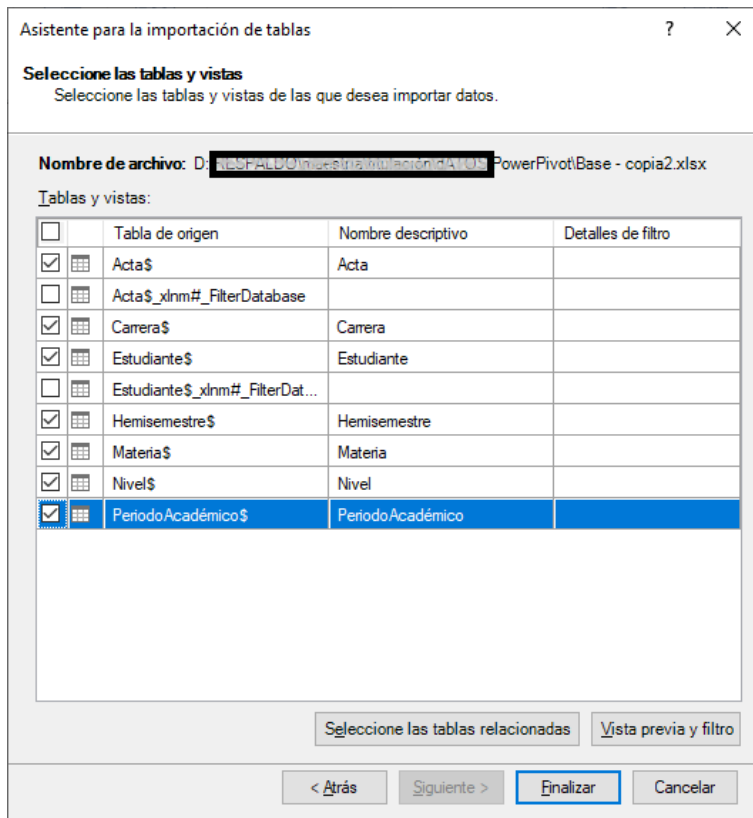 Asistente para la importación de tablas ? ×
Seleccione las tablas y vistas
Seleccione las tablas y vistas de las que desea importar datos.
Nombre de archivo: D: PowerPivot\Base - copia2.xlsx
Tablas y vistas:
Tabla de origen Nombre descriptivo Detalles de filtro
Acta$ Acta
Acta$_xlnm#_FilterDatabase
Carrera$ Carrera
Estudiante$ Estudiante
Estudiante$_xlnm#_FilterDat...
Hemisemestre$ Hemisemestre
Materia$ Materia
Nivel$ Nivel
PeriodoAcadémico$ PeriodoAcadémico
Seleccione las tablas relacionadas Vista previa y filtro
< Atrás Siguiente > Finalizar Cancelar